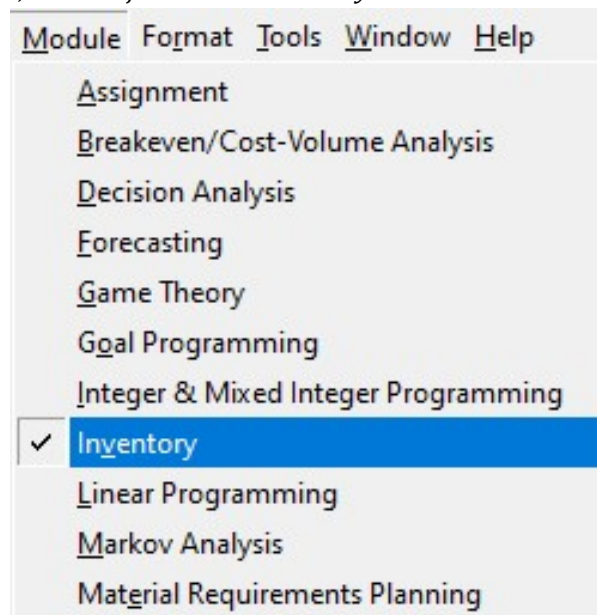 Module Format Tools Window Help
Assignment
Breakeven/Cost-Volume Analysis
Decision Analysis
Forecasting
Game Theory
Goal Programming
Integer & Mixed Integer Programming
Inventory
Linear Programming
Markov Analysis
Material Requirements Planning